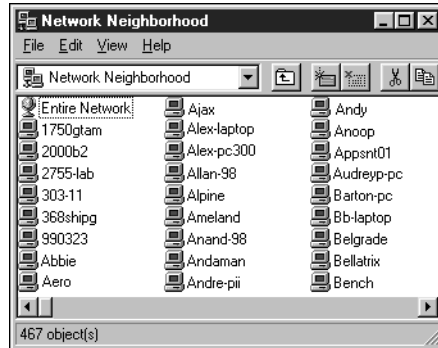 Network Neighborhood
File Edit View Help
Network Neighborhood
Entire Network
1750gtam
2000b2
2755-lab
303-11
368shipg
990323
Abbie
Aero
Ajax
Alex-laptop
Alex-pc300
Allan-98
Alpine
Ameland
Anand-98
Andaman
Andre-pii
Andy
Anoop
Appsnt01
Audreyp-pc
Barton-pc
Bb-laptop
Belgrade
Bellatrix
Bench
467 object(s)